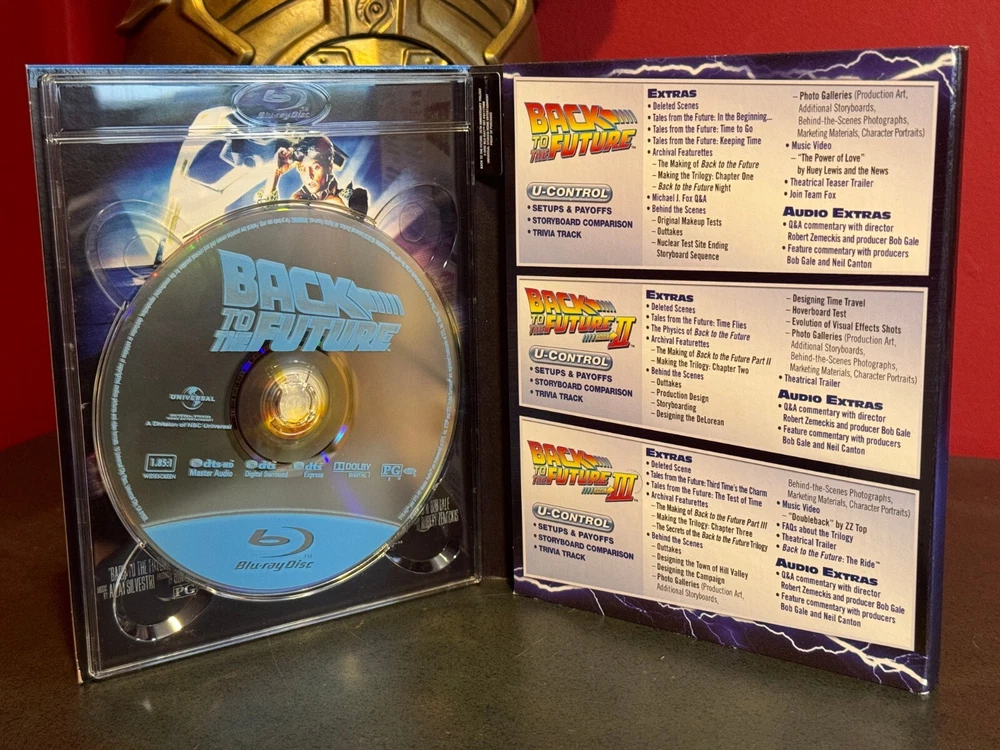 Blu-ray Disc
BACK
TO
THE FUTURE
UNIVERSAL
A Division of NBC Universal
1.85:1
WIDESCREEN
dts-HD
Master Audio
dts
Digital Surround
dts
Express
DOLBY
DIGITAL
PG
Blu-ray Disc™
ALAN SILVESTRI
PG
BACK
TO
THE FUTURE™
U-CONTROL
• SETUPS & PAYOFFS
• STORYBOARD COMPARISON
• TRIVIA TRACK
EXTRAS
• Deleted Scenes
• Tales from the Future: In the Beginning...
• Tales from the Future: Time to Go
• Tales from the Future: Keeping Time
• Archival Featurettes
– The Making of Back to the Future
– Making the Trilogy: Chapter One
– Back to the Future Night
• Michael J. Fox Q&A
• Behind the Scenes
– Original Makeup Tests
– Outtakes
– Nuclear Test Site Ending
Storyboard Sequence
– Photo Galleries (Production Art,
Additional Storyboards,
Behind-the-Scenes Photographs,
Marketing Materials, Character Portraits)
• Music Video
– "The Power of Love"
by Huey Lewis and the News
• Theatrical Teaser Trailer
• Join Team Fox
AUDIO EXTRAS
• Q&A commentary with director
Robert Zemeckis and producer Bob Gale
• Feature commentary with producers
Bob Gale and Neil Canton
BACK
TO
THE FUTURE
PART II
U-CONTROL
• SETUPS & PAYOFFS
• STORYBOARD COMPARISON
• TRIVIA TRACK
EXTRAS
• Deleted Scenes
• Tales from the Future: Time Flies
• The Physics of Back to the Future
• Archival Featurettes
– The Making of Back to the Future Part II
– Making the Trilogy: Chapter Two
• Behind the Scenes
– Outtakes
– Production Design
– Storyboarding
– Designing the DeLorean
– Designing Time Travel
– Hoverboard Test
– Evolution of Visual Effects Shots
– Photo Galleries (Production Art,
Additional Storyboards,
Behind-the-Scenes Photographs,
Marketing Materials, Character Portraits)
• Theatrical Trailer
AUDIO EXTRAS
• Q&A commentary with director
Robert Zemeckis and producer Bob Gale
• Feature commentary with producers
Bob Gale and Neil Canton
BACK
TO
THE FUTURE
PART III
U-CONTROL
• SETUPS & PAYOFFS
• STORYBOARD COMPARISON
• TRIVIA TRACK
EXTRAS
• Deleted Scene
• Tales from the Future: Third Time's the Charm
• Tales from the Future: The Test of Time
• Archival Featurettes
– The Making of Back to the Future Part III
– Making the Trilogy: Chapter Three
– The Secrets of the Back to the Future Trilogy
• Behind the Scenes
– Outtakes
– Designing the Town of Hill Valley
– Designing the Campaign
– Photo Galleries (Production Art,
Additional Storyboards,
Behind-the-Scenes Photographs,
Marketing Materials, Character Portraits)
• Music Video
– "Doubleback" by ZZ Top
• FAQs about the Trilogy
• Theatrical Trailer
• Back to the Future: The Ride™
AUDIO EXTRAS
• Q&A commentary with director
Robert Zemeckis and producer Bob Gale
• Feature commentary with producers
Bob Gale and Neil Canton